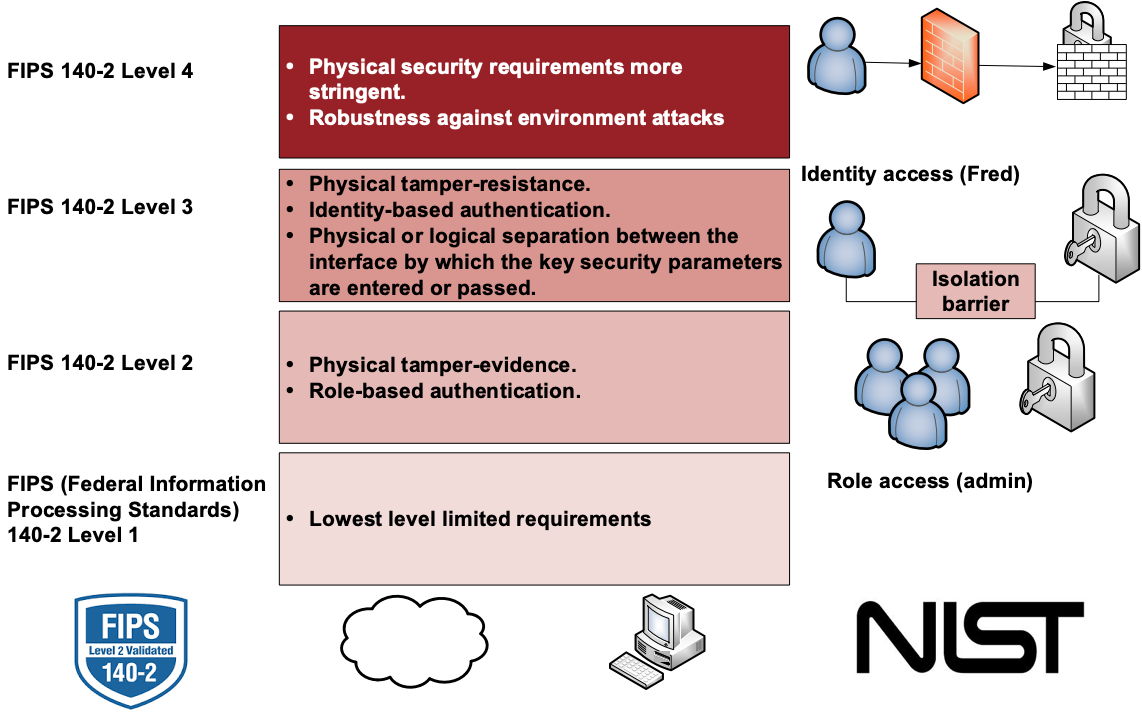 FIPS 140-2 Level 4
• Physical security requirements more
stringent.
• Robustness against environment attacks
FIPS 140-2 Level 3
• Physical tamper-resistance.
• Identity-based authentication.
• Physical or logical separation between the
interface by which the key security parameters
are entered or passed.
Identity access (Fred)
Isolation
barrier
FIPS 140-2 Level 2
• Physical tamper-evidence.
• Role-based authentication.
Role access (admin)
FIPS (Federal Information
Processing Standards)
140-2 Level 1
• Lowest level limited requirements
FIPS
Level 2 Validated
140-2
NIST